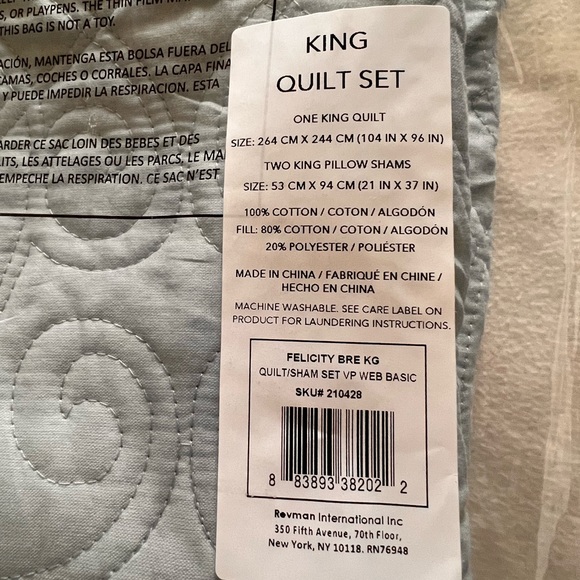 S, OR PLAYPENS. THE THIN FILM
THIS BAG IS NOT A TOY.
MANTENGA ESTA BOLSA FUERA DEL
CAMAS, COCHES O CORRALES. LA CAPA FINA
Y PUEDE IMPEDIR LA RESPIRACION. ESTA
CE SAC LOIN DES BEBES ET DES
LITS, LES ATTELAGES OU LES PARCS, LE
EMPECHE LA RESPIRATION. CE SAC N'EST
KING
QUILT SET
ONE KING QUILT
SIZE: 264 CM X 244 CM (104 IN X 96 IN)
TWO KING PILLOW SHAMS
SIZE: 53 CM X 94 CM (21 IN X 37 IN)
100% COTTON / COTON / ALGODÓN
FILL: 80% COTTON / COTON / ALGODÓN
20% POLYESTER / POLIÉSTER
MADE IN CHINA / FABRIQUÉ EN CHINE /
HECHO EN CHINA
MACHINE WASHABLE. SEE CARE LABEL ON
PRODUCT FOR LAUNDERING INSTRUCTIONS.
FELICITY BRE KG
QUILT/SHAM SET VP WEB BASIC
SKU# 210428
8 83893 38202 2
Revman International Inc
350 Fifth Avenue, 70th Floor,
New York, NY 10118. RN76948